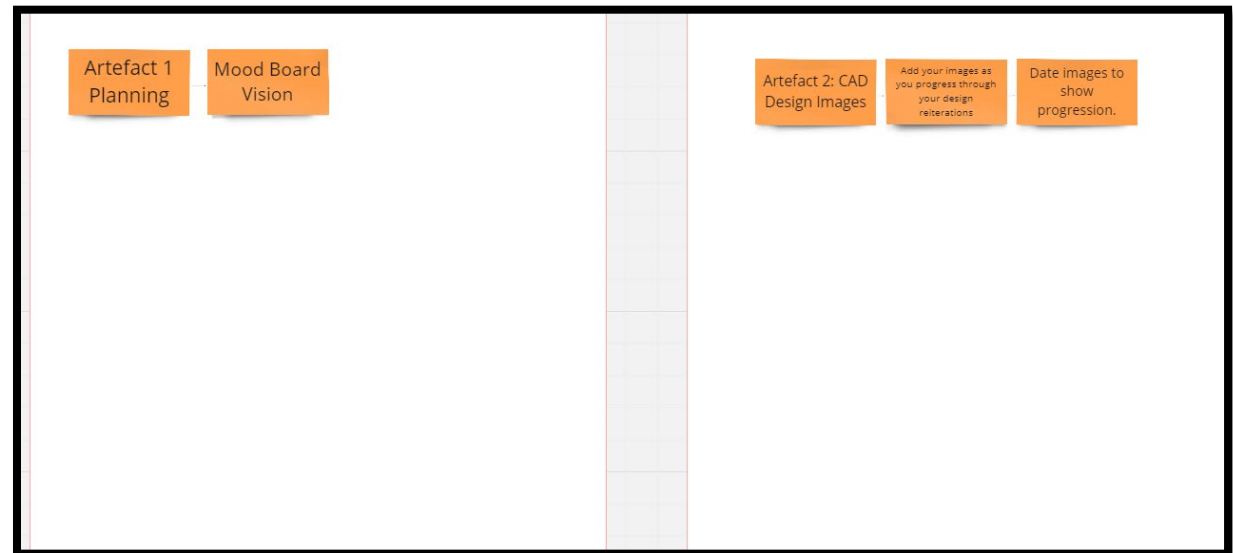 Artefact 1
Planning
Mood Board
Vision
Artefact 2: CAD
Design Images
Add your images as
you progress through
your design
reiterations
Date images to
show
progression.